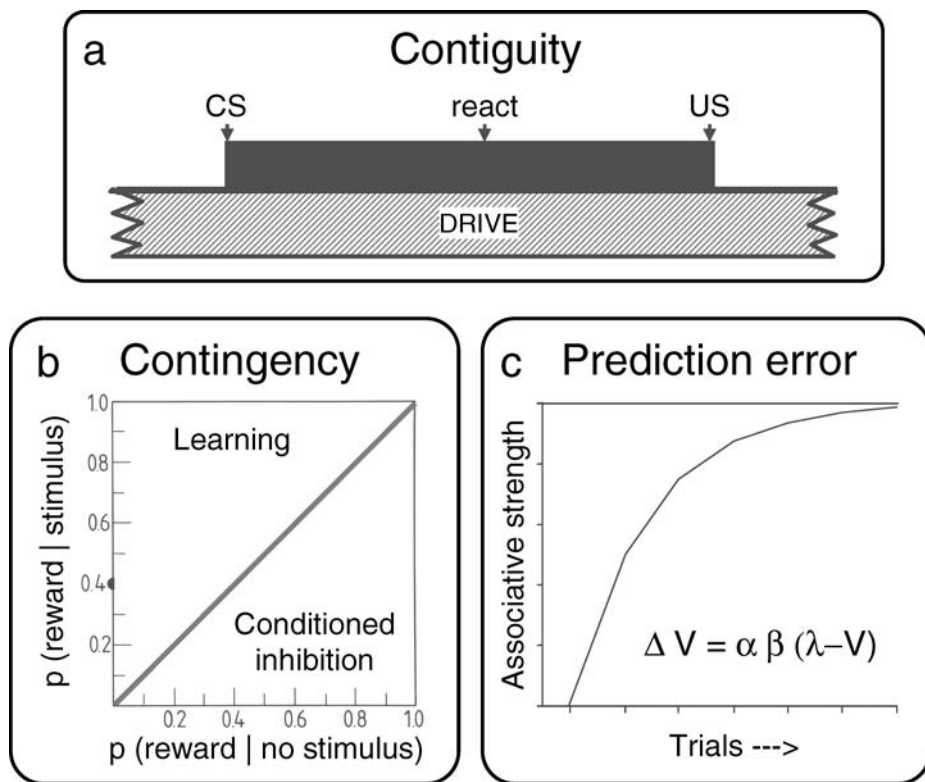 a
Contiguity
CS
react
US
DRIVE
b
Contingency
p (reward | stimulus)
1.0
0.8
0.6
0.4
0.2
Learning
Conditioned
inhibition
0.2
0.4
0.6
0.8
1.0
p (reward | no stimulus)
c
Prediction error
Associative strength
Δ V = α β (λ–V)
Trials --->